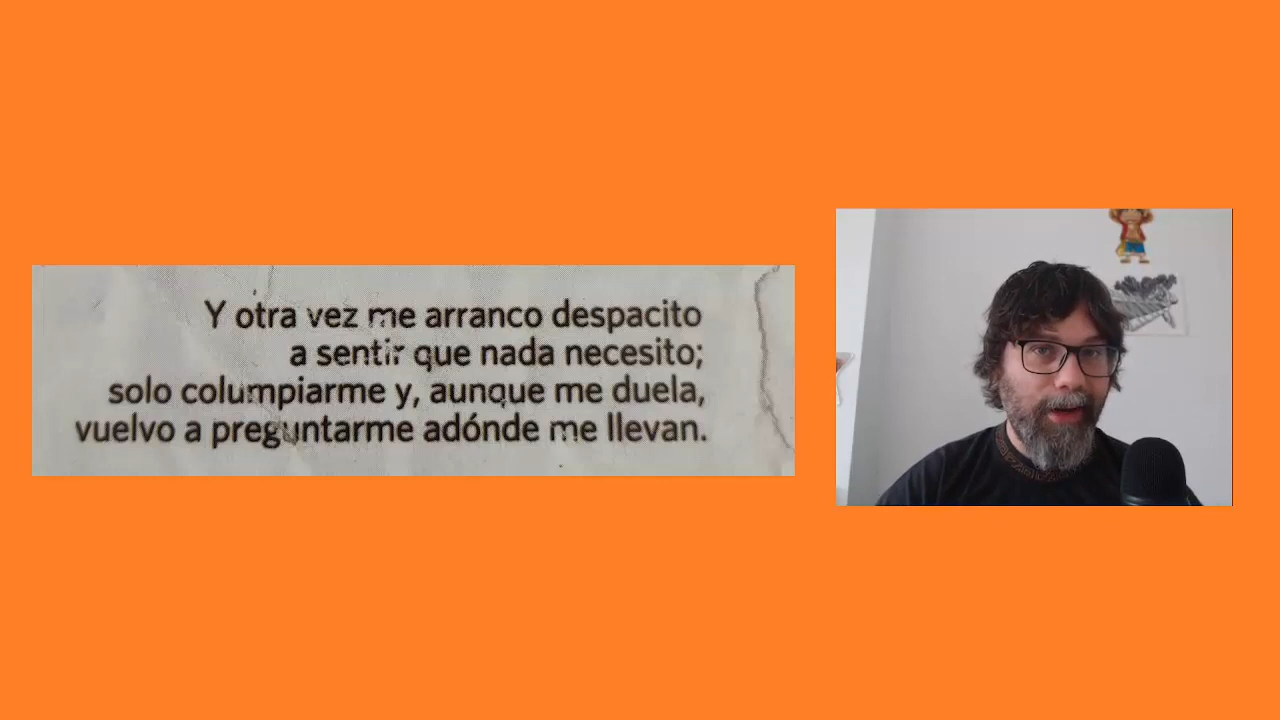 Y otra vez me arranco despacito
a sentir que nada necesito;
solo columpiarme y, aunque me duela,
vuelvo a preguntarme adónde me llevan.